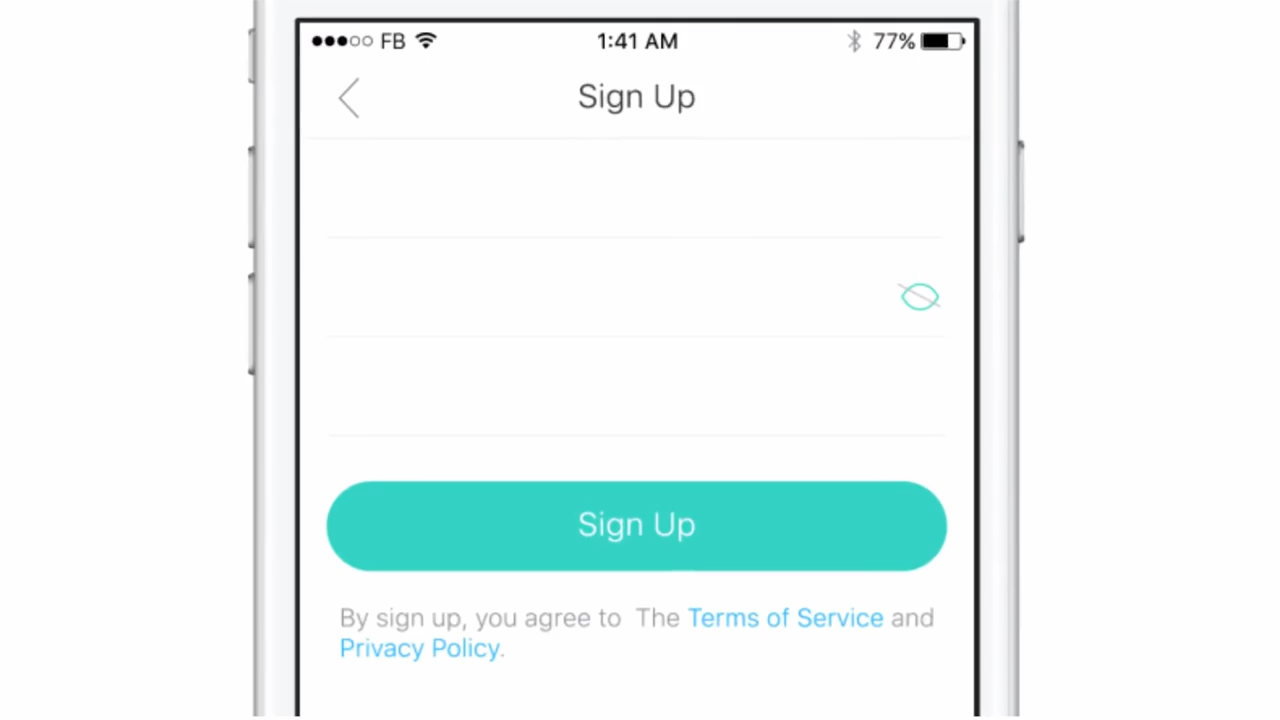 FB 1:41 AM 77%
Sign Up
Sign Up
By sign up, you agree to The Terms of Service and
Privacy Policy.